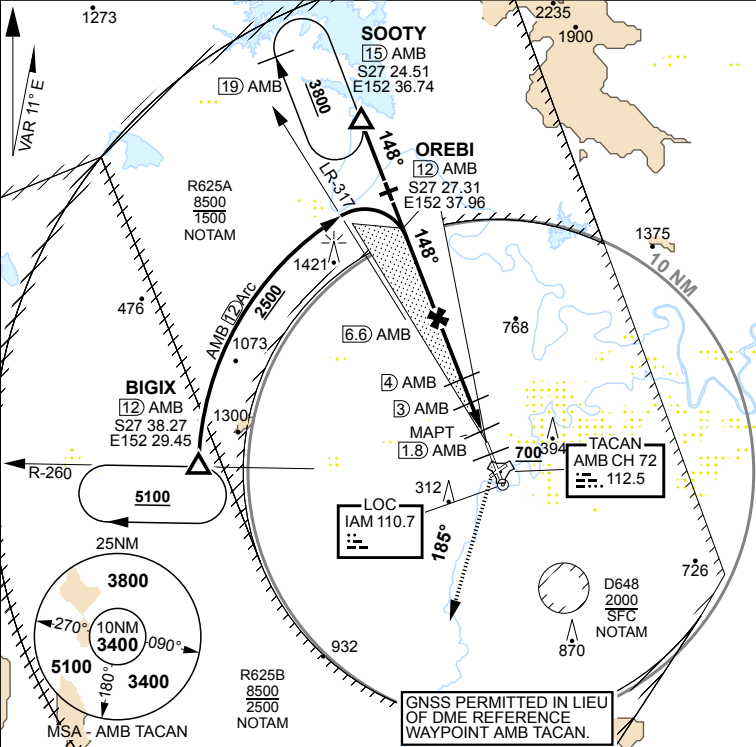 1273
2235
1900
SOOTY
15 AMB
S27 24.51
E152 36.74
19 AMB
3800
VAR 11° E
148°
OREBI
12 AMB
S27 27.31
E152 37.96
LR-317
R625A
8500
1500
NOTAM
148°
1375
10 NM
1421
476
AMB 12 Arc
2500
768
1073
6.6 AMB
BIGIX
12 AMB
S27 38.27
E152 29.45
4 AMB
3 AMB
1300
MAPT
1.8 AMB
700
394
TACAN
AMB CH 72
112.5
R-260
5100
312
LOC
IAM 110.7
185°
25NM
3800
10NM
3400
270°
090°
5100
180°
3400
MSA - AMB TACAN
726
D648
2000
SFC
NOTAM
870
932
R625B
8500
2500
NOTAM
GNSS PERMITTED IN LIEU
OF DME REFERENCE
WAYPOINT AMB TACAN.